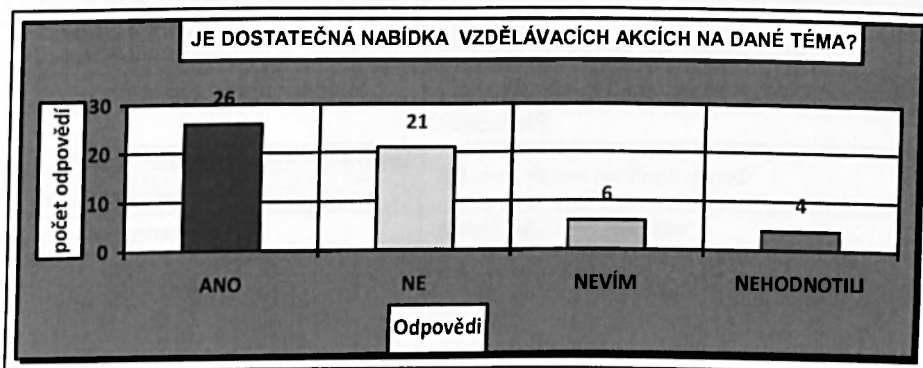 JE DOSTATEČNÁ NABÍDKA VZDĚLÁVACÍCH AKCÍCH NA DANÉ TÉMA?
počet odpovědí
30
20
10
0
26
21
6
4
ANO NE NEVÍM NEHODNOTILI
Odpovědi